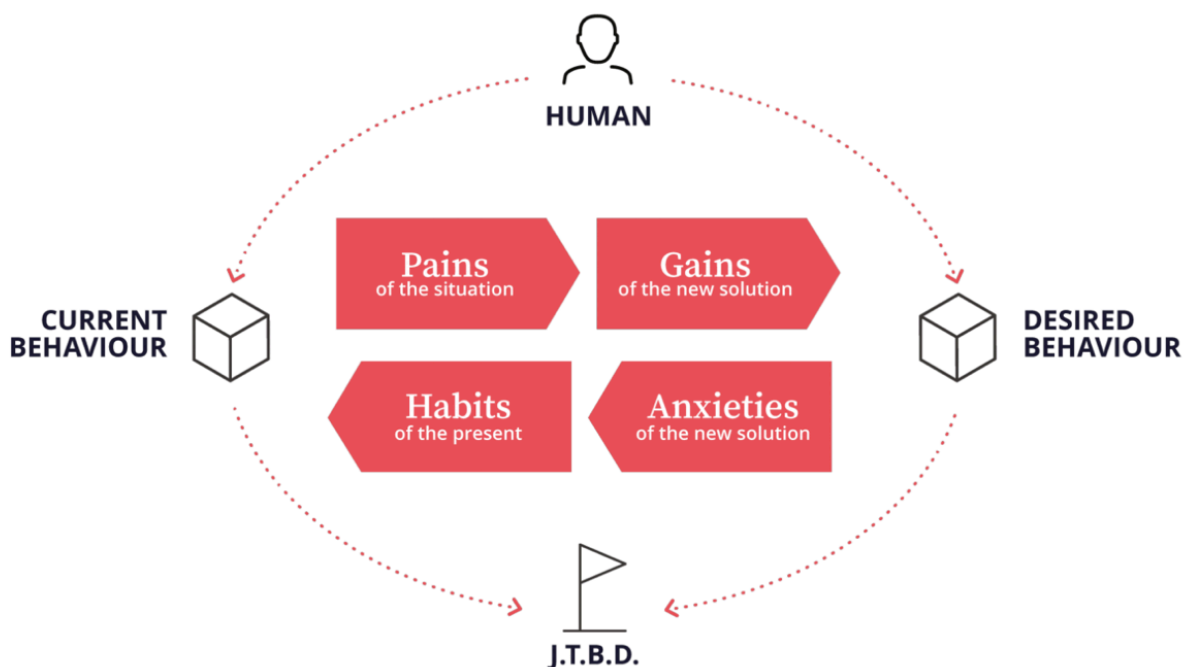 HUMAN
Pains
of the situation
Gains
of the new solution
CURRENT
BEHAVIOUR
DESIRED
BEHAVIOUR
Habits
of the present
Anxieties
of the new solution
J.T.B.D.